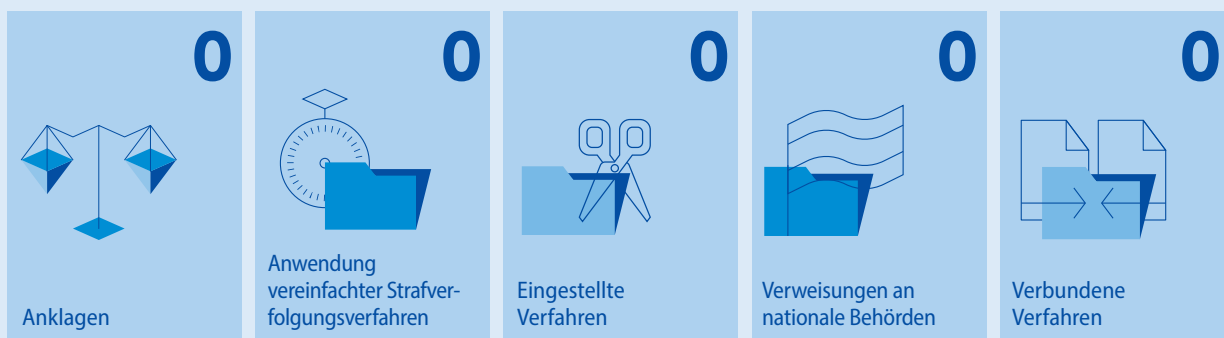 0
Anklagen
0
Anwendung
vereinfachter Strafver-
folgungsverfahren
0
Eingestellte
Verfahren
0
Verweisungen an
nationale Behörden
0
Verbundene
Verfahren